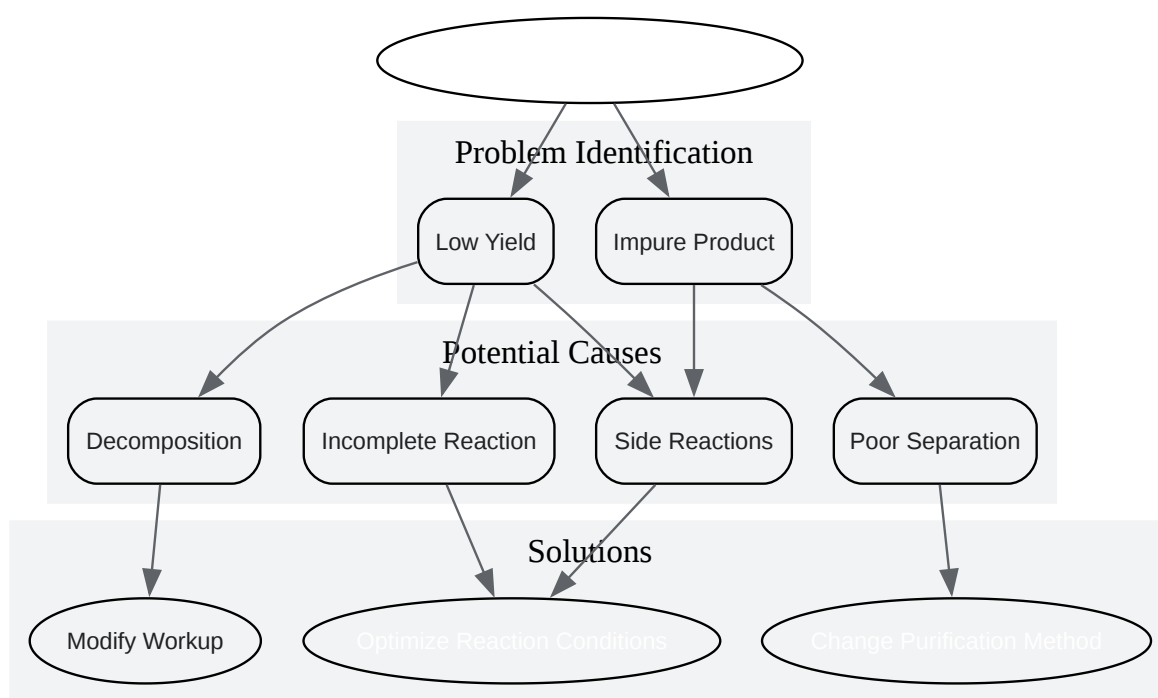 Problem Identification
Low Yield
Impure Product
Potential Causes
Decomposition
Incomplete Reaction
Side Reactions
Poor Separation
Solutions
Modify Workup
Optimize Reaction Conditions
Change Purification Method